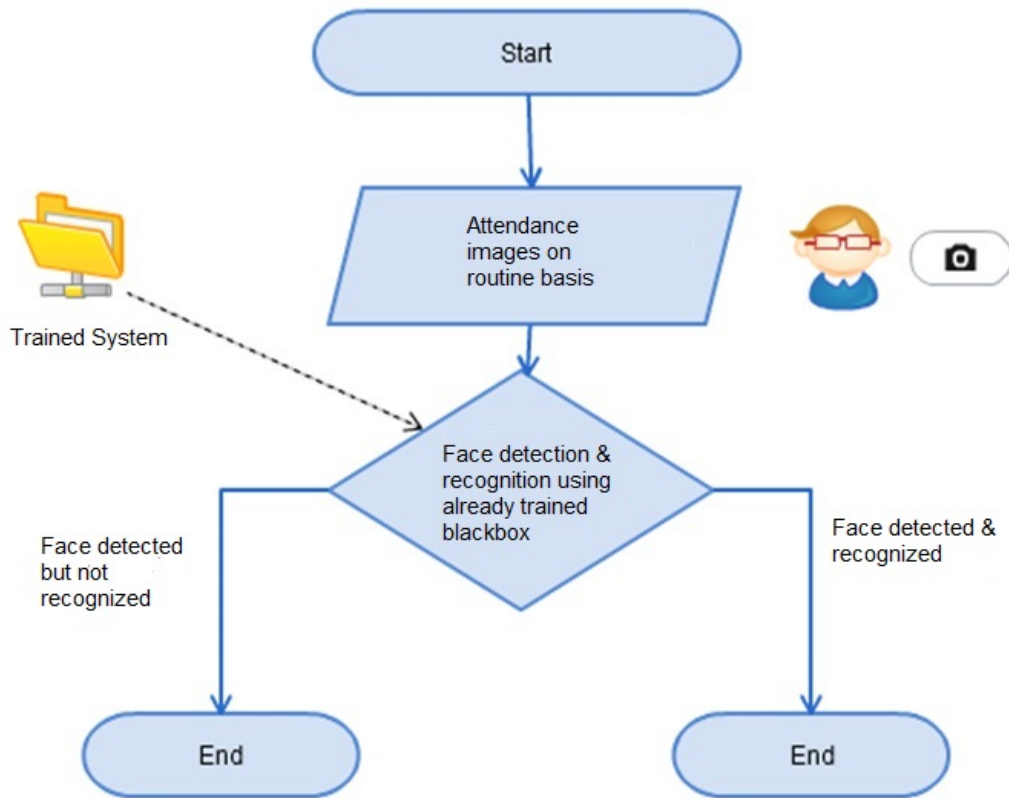 Start
Attendance
images on
routine basis
Trained System
Face detection &
recognition using
already trained
blackbox
Face detected
but not
recognized
Face detected &
recognized
End
End